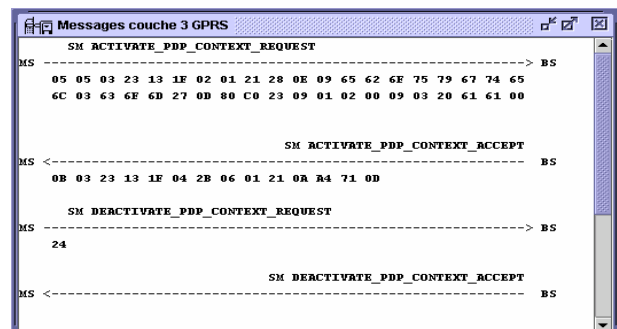 Messages couche 3 GPRS
SM ACTIVATE_PDP_CONTEXT_REQUEST
MS ------------------------------------------------------------> BS
05 05 03 23 13 1F 02 01 21 28 0E 09 65 62 6F 75 79 67 74 65
6C 03 63 6F 6D 27 0D 80 C0 23 09 01 02 00 09 03 20 61 61 00
SM ACTIVATE_PDP_CONTEXT_ACCEPT
MS <------------------------------------------------------------ BS
0B 03 23 13 1F 04 2B 06 01 21 0A A4 71 0D
SM DEACTIVATE_PDP_CONTEXT_REQUEST
MS ------------------------------------------------------------> BS
24
SM DEACTIVATE_PDP_CONTEXT_ACCEPT
MS <------------------------------------------------------------ BS